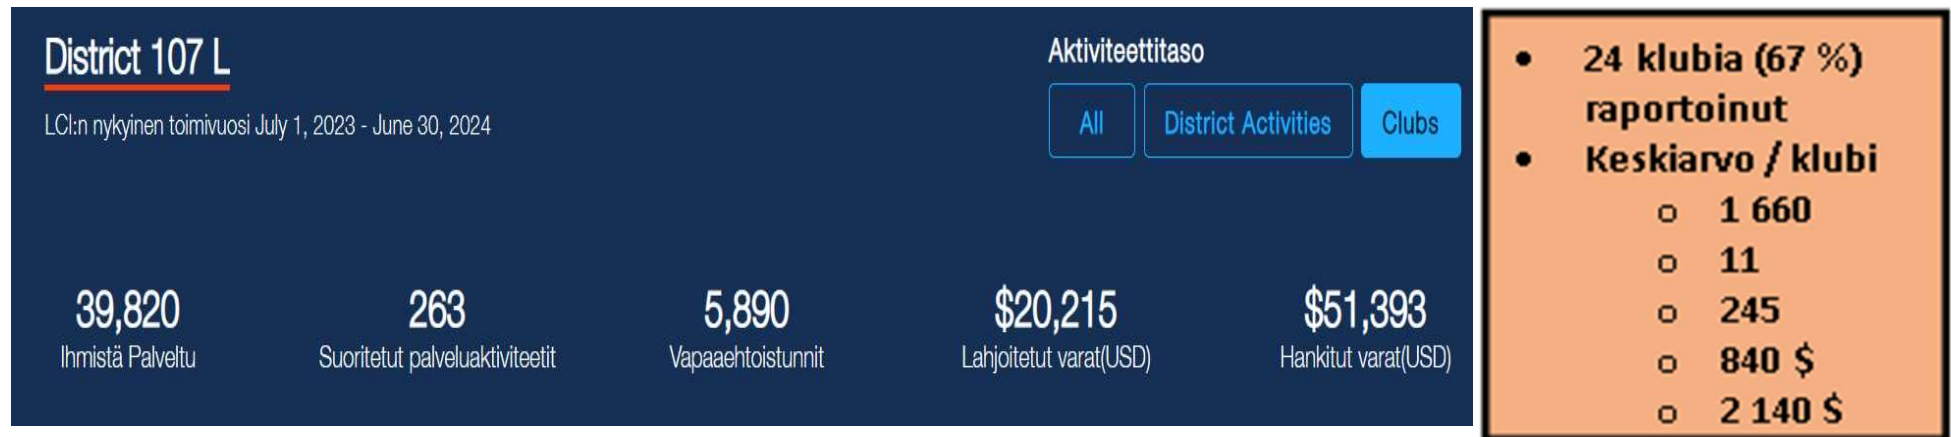 District 107 L
LCI:n nykyinen toimivuosi July 1, 2023 - June 30, 2024
Aktiviteettitaso
All District Activities Clubs
39,820 263 5,890 $20,215 $51,393
Ihmistä Palveltu Suoritetut palveluaktiviteetit Vapaaehtoistunnit Lahjoitetut varat(USD) Hankitut varat(USD)
• 24 klubia (67 %)
raportoinut
• Keskiarvo / klubi
o 1 660
o 11
o 245
o 840 $
o 2 140 $